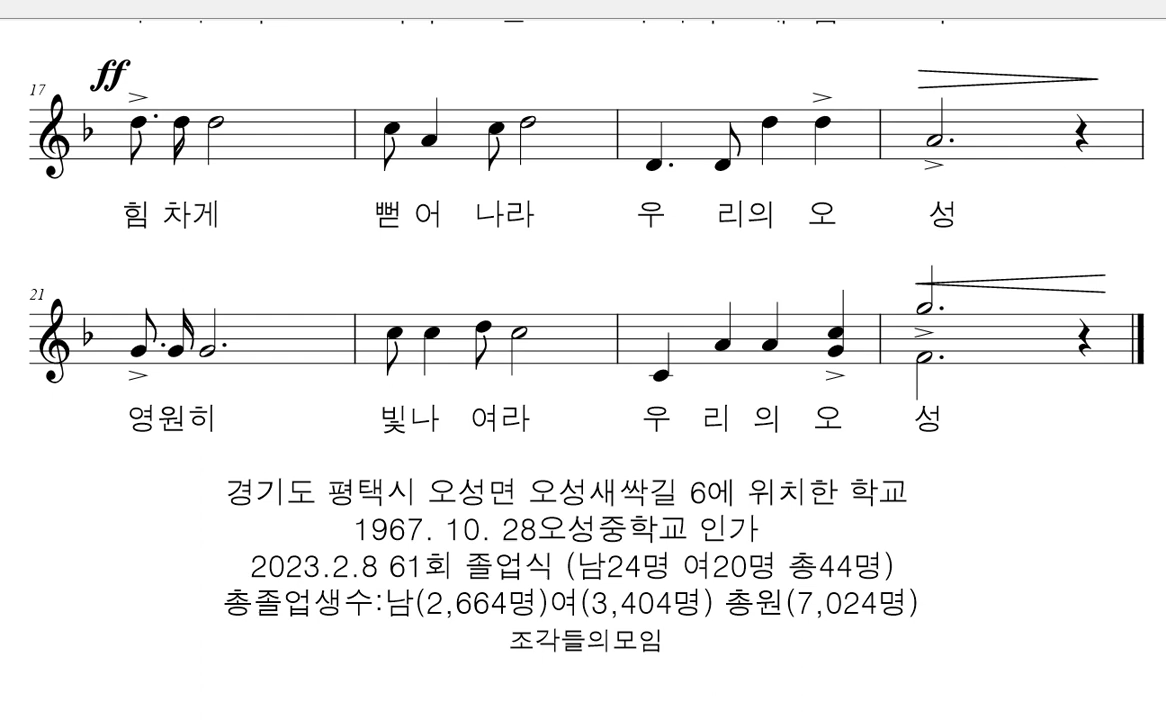 ff
17
힘 차게 뻗 어 나라 우 리의 오 성
21
영원히 빛나 여라 우 리 의 오 성
경기도 평택시 오성면 오성새싹길 6에 위치한 학교
1967. 10. 28오성중학교 인가
2023.2.8 61회 졸업식 (남24명 여20명 총44명)
총졸업생수:남(2,664명)여(3,404명) 총원(7,024명)
조각들의모임